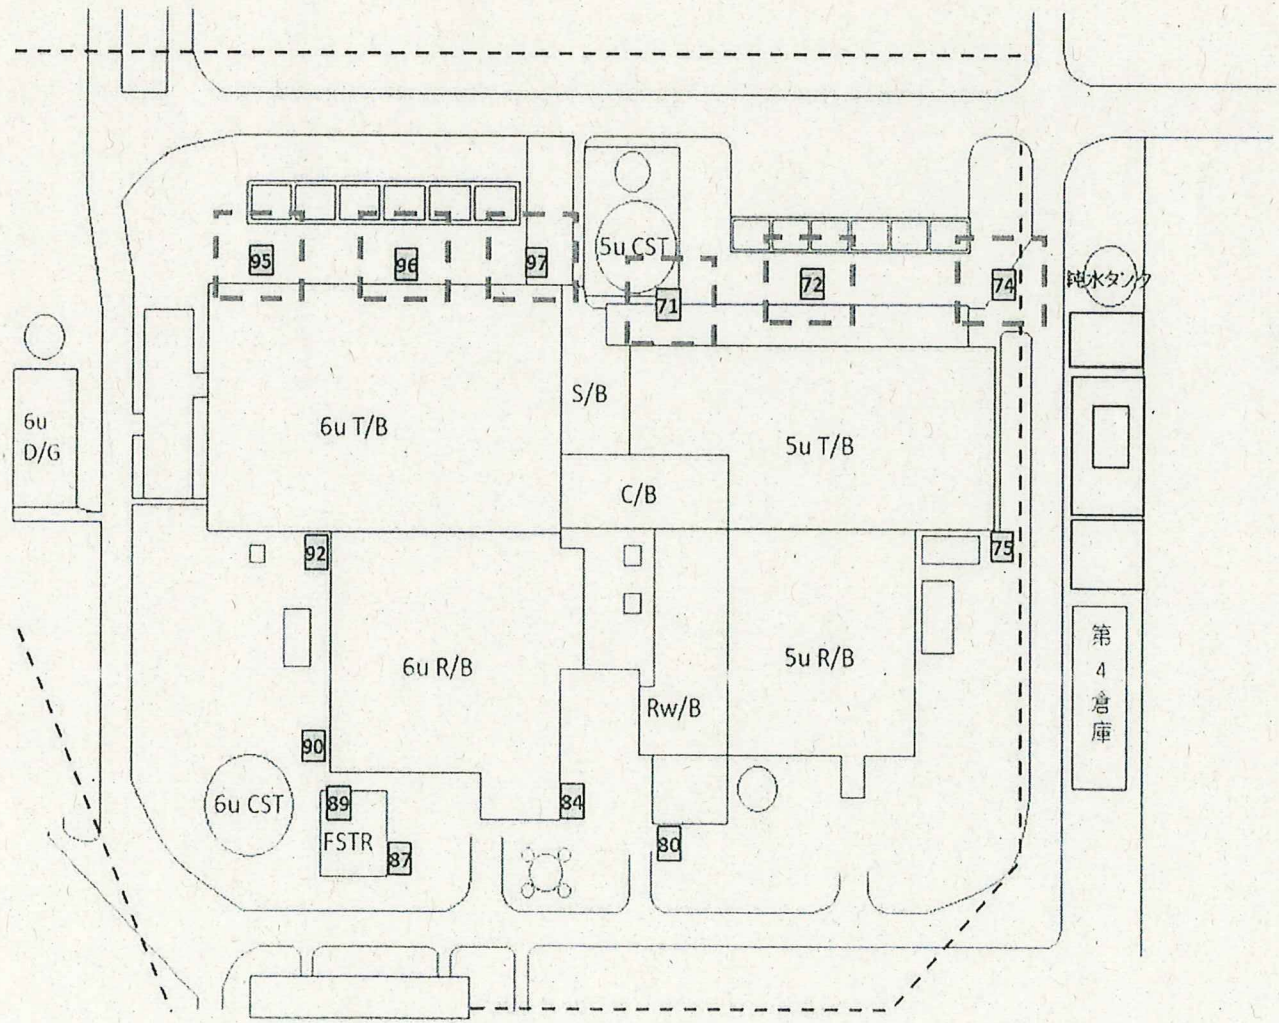 5u CST
95
96
97
72
74
純水タンク
71
S/B
6u
D/G
6u T/B
5u T/B
C/B
92
75
6u R/B
5u R/B
第
4
倉
庫
Rw/B
90
6u CST
89
84
FSTR
87
80